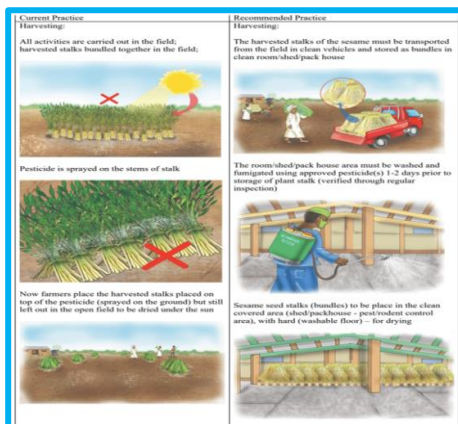 Current Practice
Harvesting:
All activities are carried out in the field;
harvested stalks bundled together in the field;
Pesticide is sprayed on the stems of stalk
Now farmers place the harvested stalks placed on
top of the pesticide (sprayed on the ground) but still
left out in the open field to be dried under the sun
Recommended Practice
Harvesting:
The harvested stalks of the sesame must be transported
from the field in clean vehicles and stored as bundles in
clean room/shed/pack house
The room/shed/pack house area must be washed and
fumigated using approved pesticide(s) 1-2 days prior to
storage of plant stalk (verified through regular
inspection)
Sesame seed stalks (bundles) to be place in the clean
covered area (shed/packhouse - pest/rodent control
area), with hard (washable floor) – for drying